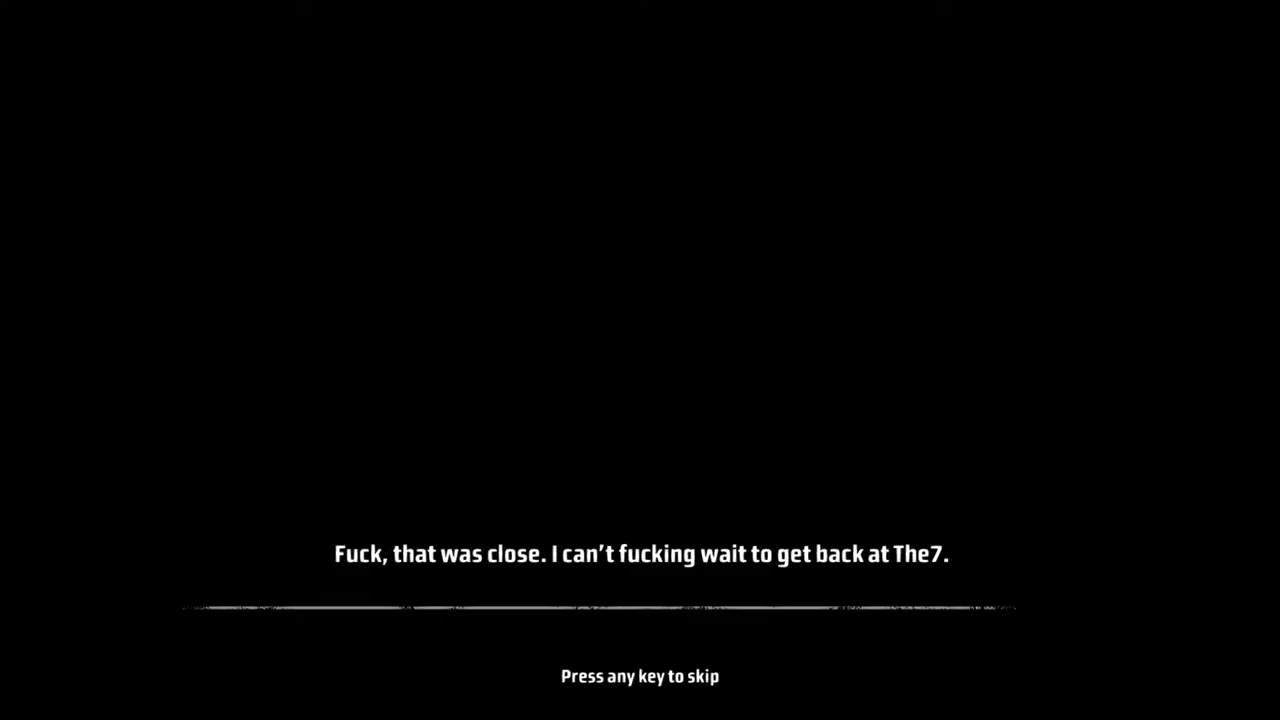 Fuck, that was close. I can’t fucking wait to get back at The7.
Press any key to skip